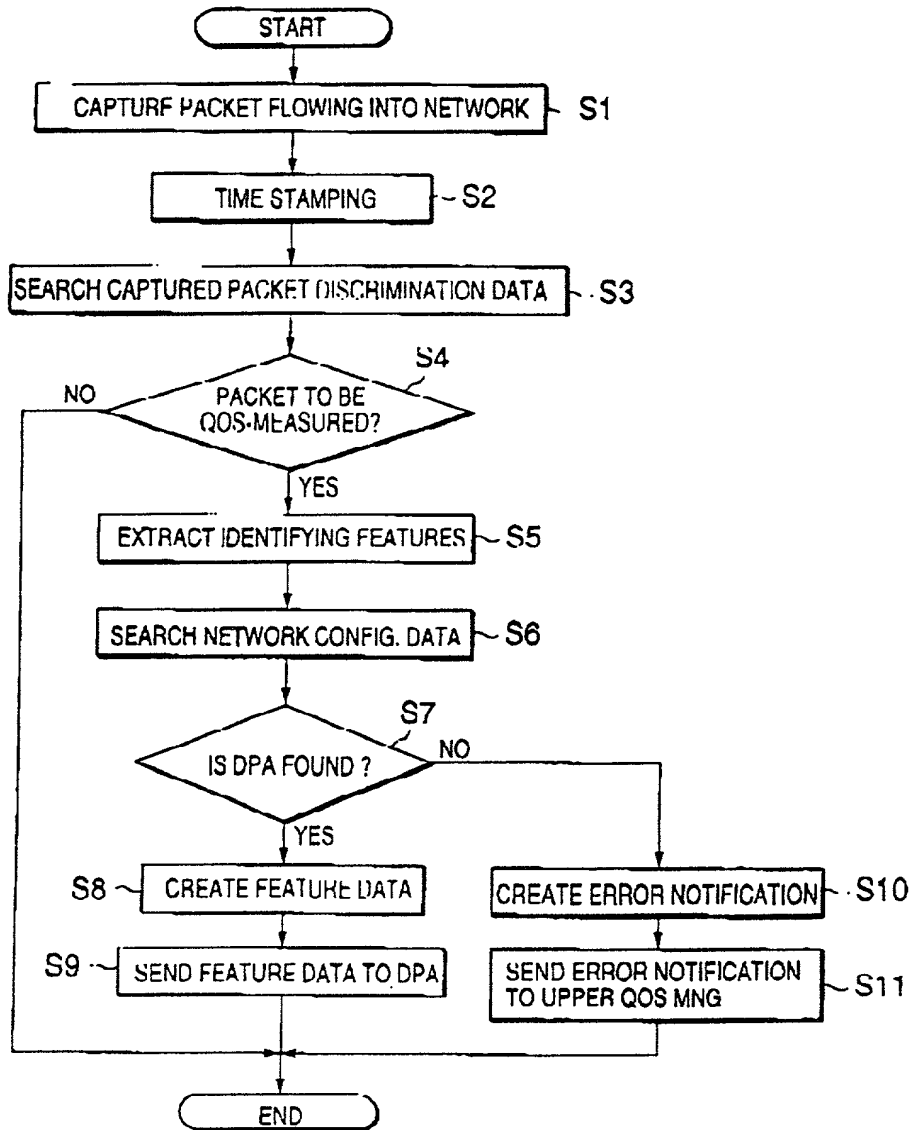 START
CAPTURE PACKET FLOWING INTO NETWORK
S1
TIME STAMPING
S2
SEARCH CAPTURED PACKET DISCRIMINATION DATA
S3
S4
NO
PACKET TO BE
QOS-MEASURED?
YES
EXTRACT IDENTIFYING FEATURES
S5
SEARCH NETWORK CONFIG. DATA
S6
S7
IS DPA FOUND ?
NO
YES
S8
CREATE FEATURE DATA
CREATE ERROR NOTIFICATION
S10
S9
SEND FEATURE DATA TO DPA
SEND ERROR NOTIFICATION
TO UPPER QOS MNG
S11
END